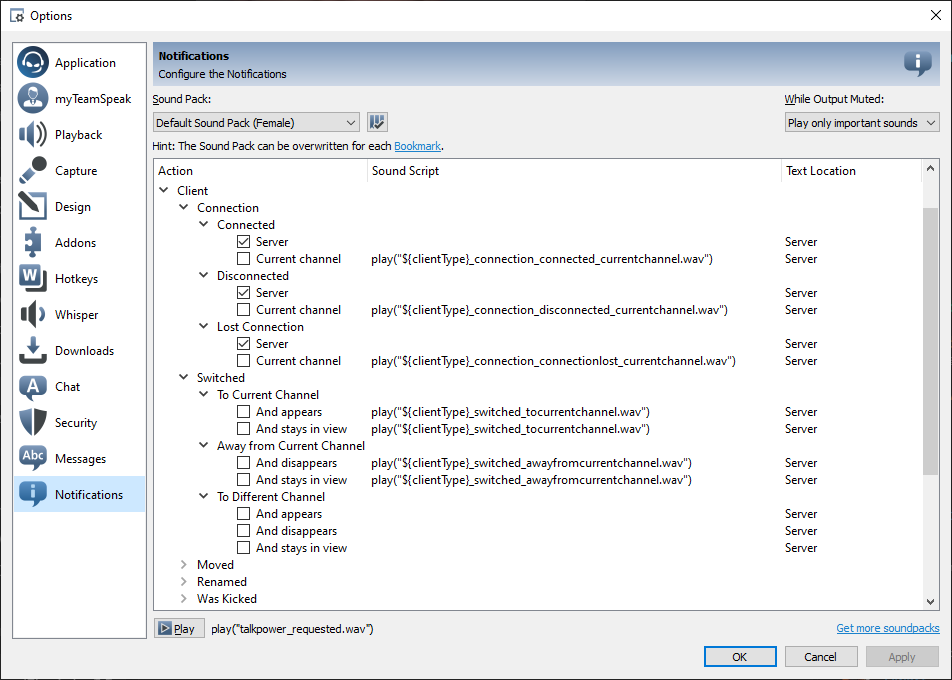 Options
Application
myTeamSpeak
Playback
Capture
Design
Addons
Hotkeys
Whisper
Downloads
Chat
Security
Messages
Notifications
Notifications
Configure the Notifications
Sound Pack:
While Output Muted:
Default Sound Pack (Female)
Play only important sounds
Hint: The Sound Pack can be overwritten for each Bookmark.
Action Sound Script Text Location
Client
Connection
Connected
Server Server
Current channel play("${clientType}_connection_connected_currentchannel.wav") Server
Disconnected
Server Server
Current channel play("${clientType}_connection_disconnected_currentchannel.wav") Server
Lost Connection
Server Server
Current channel play("${clientType}_connection_connectionlost_currentchannel.wav") Server
Switched
To Current Channel
And appears play("${clientType}_switched_tocurrentchannel.wav") Server
And stays in view play("${clientType}_switched_tocurrentchannel.wav") Server
Away from Current Channel
And disappears play("${clientType}_switched_awayfromcurrentchannel.wav") Server
And stays in view play("${clientType}_switched_awayfromcurrentchannel.wav") Server
To Different Channel
And appears Server
And disappears Server
And stays in view Server
Moved
Renamed
Was Kicked
Play play("talkpower_requested.wav") Get more soundpacks
OK Cancel Apply